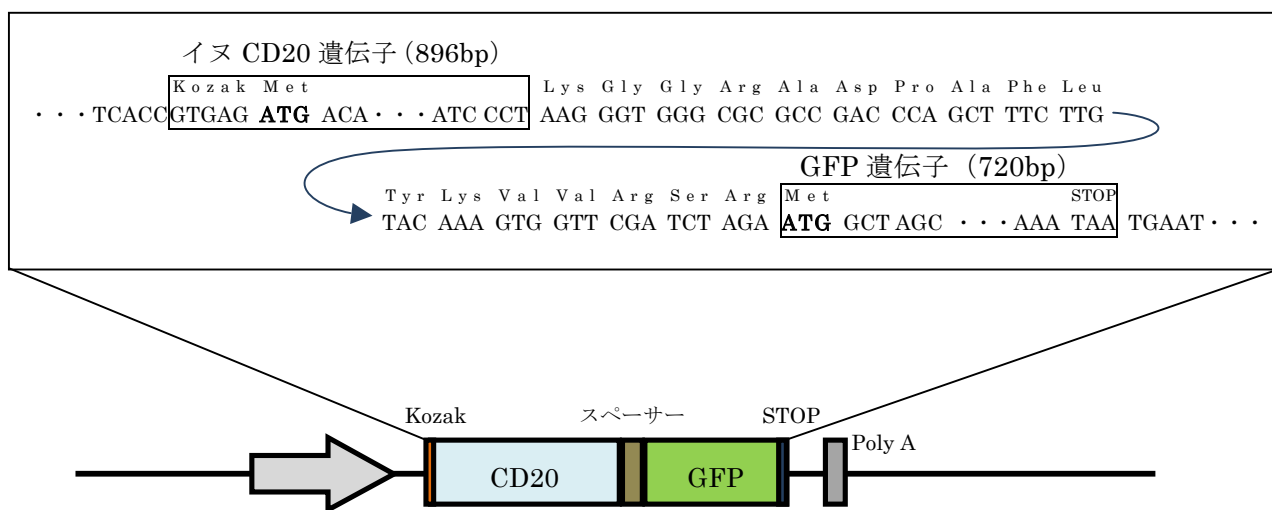 イヌ CD20 遺伝子 (896bp)
Kozak Met Lys Gly Gly Arg Ala Asp Pro Ala Phe Leu
・・・TCACCGTGAG ATG ACA・・・ATC CCT AAG GGT GGG CGC GCC GAC CCA GCT TTC TTG
GFP 遺伝子 (720bp)
Tyr Lys Val Val Arg Ser Arg Met STOP
TAC AAA GTG GTT CGA TCT AGA ATG GCT AGC ・・・AAA TAA TGAAT・・・
Kozak スペーサー STOP
Poly A
CD20 GFP